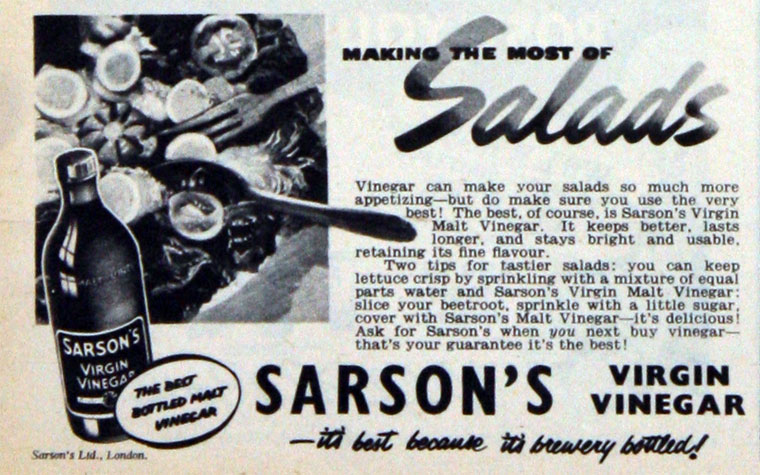 MAKING THE MOST OF
Salads
Vinegar can make your salads so much more
appetizing—but do make sure you use the very
best! The best, of course, is Sarson's Virgin
Malt Vinegar. It keeps better, lasts
longer, and stays bright and usable,
retaining its fine flavour.
Two tips for tastier salads: you can keep
lettuce crisp by sprinkling with a mixture of equal
parts water and Sarson's Virgin Malt Vinegar:
slice your beetroot, sprinkle with a little sugar,
cover with Sarson's Malt Vinegar—it's delicious!
Ask for Sarson's when you next buy vinegar—
that's your guarantee it's the best!
SARSON'S
VIRGIN
VINEGAR
THE BEST
BOTTLED MALT
VINEGAR
SARSON'S
VIRGIN
VINEGAR
—it's best because it's brewery bottled!
Sarson's Ltd., London.